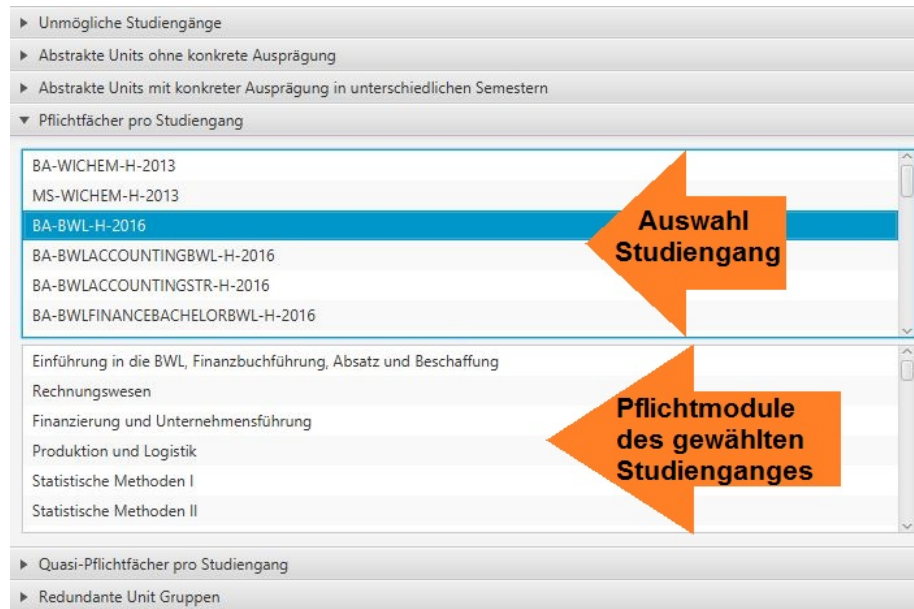 Unmögliche Studiengänge
Abstrakte Units ohne konkrete Ausprägung
Abstrakte Units mit konkreter Ausprägung in unterschiedlichen Semestern
Pflichtfächer pro Studiengang
BA-WICHEM-H-2013
MS-WICHEM-H-2013
BA-BWL-H-2016
BA-BWLACCOUNTINGBWL-H-2016
BA-BWLACCOUNTINGSTR-H-2016
BA-BWLFINANCEBACHELORBWL-H-2016
Auswahl
Studiengang
Einführung in die BWL, Finanzbuchführung, Absatz und Beschaffung
Rechnungswesen
Finanzierung und Unternehmensführung
Produktion und Logistik
Statistische Methoden I
Statistische Methoden II
Pflichtmodule
des gewählten
Studienganges
Quasi-Pflichtfächer pro Studiengang
Redundante Unit Gruppen